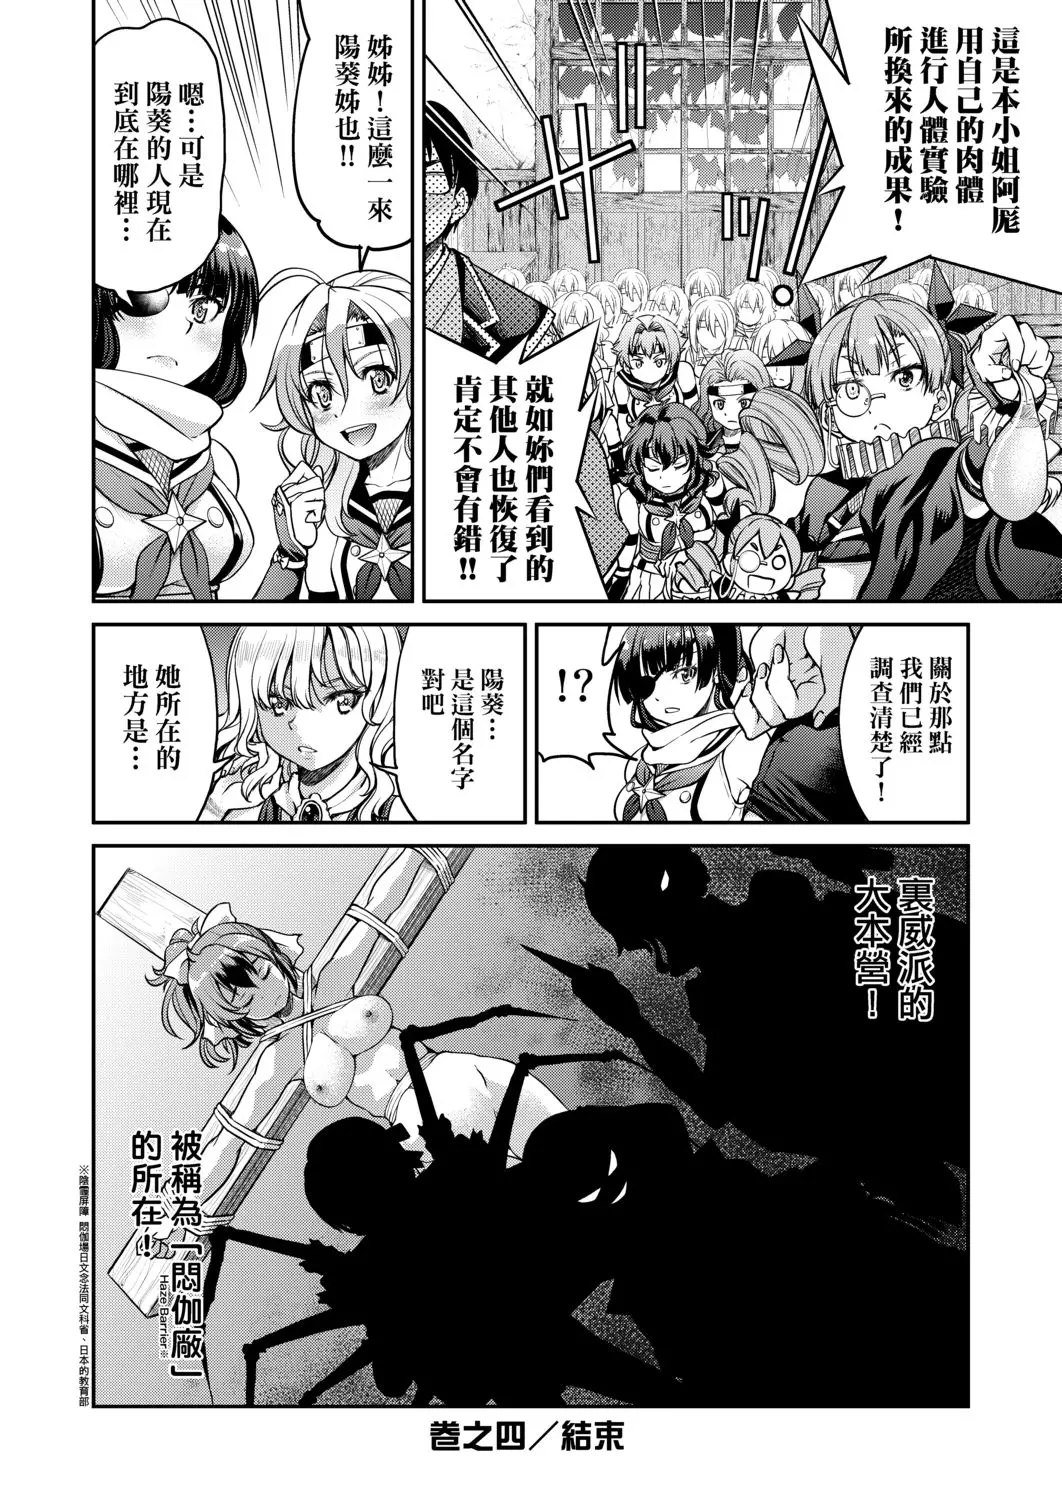 這是本小姐阿厖
用自己的肉體
進行人體實驗
所換來的成果！
就如妳們看到的
其他人也恢復了
肯定不會有錯!!
姊姊！這麼一來
陽葵姊也!!
嗯…可是
陽葵的人現在
到底在哪裡…
關於那點
我們已經
調查清楚了！
!?
陽葵…
是這個名字
對吧
她所在的
地方是…
裏威派的
大本營！
被稱為「悶伽廠」
Haze Barrier※
的所在！
※陰霾屏障 悶伽場日文念法同文科省、日本的教育部
卷之四／結束